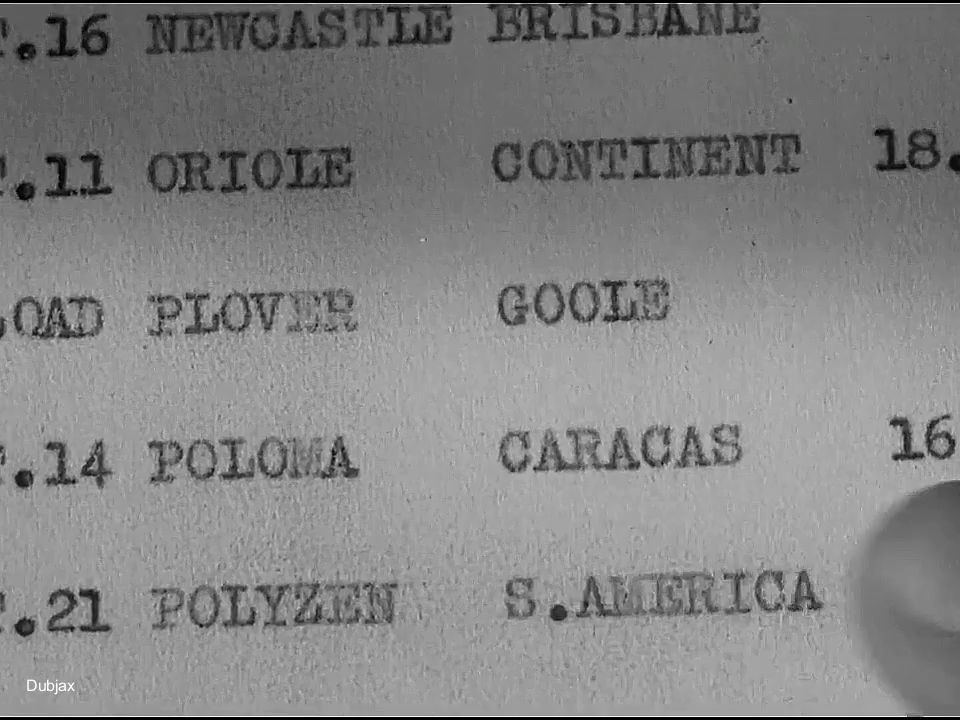 .16 NEWCASTLE BRISBANE
.11 ORIOLE CONTINENT 18.
OAD PLOVER GOOLE
.14 POLOMA CARACAS 16
.21 POLYZEN S.AMERICA
Dubjax